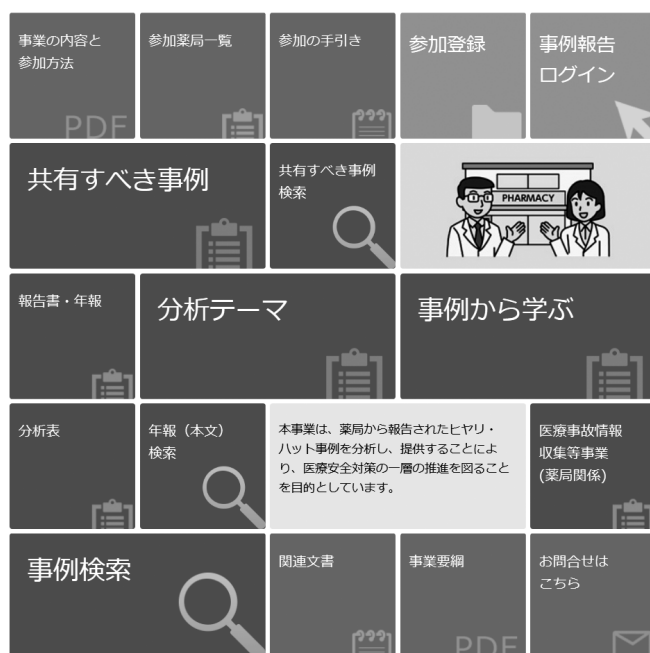 事業の内容と
参加方法
PDF
参加薬局一覧
参加の手引き
参加登録
事例報告
ログイン
共有すべき事例
共有すべき事例
検索
PHARMACY
報告書・年報
分析テーマ
事例から学ぶ
分析表
年報（本文）
検索
本事業は、薬局から報告されたヒヤリ・
ハット事例を分析し、提供することによ
り、医療安全対策の一層の推進を図ること
を目的としています。
医療事故情報
収集等事業
(薬局関係)
事例検索
関連文書
事業要綱
PDF
お問合せは
こちら